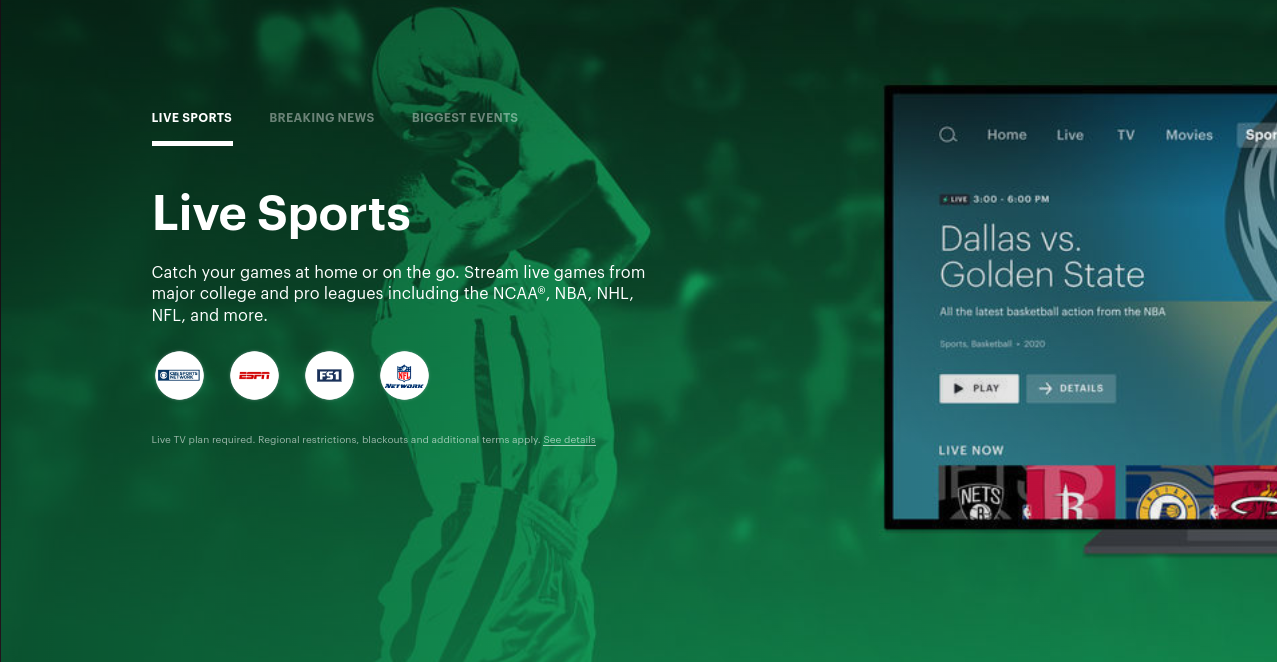 LIVE SPORTS
BREAKING NEWS
BIGGEST EVENTS
Live Sports
Catch your games at home or on the go. Stream live games from
major college and pro leagues including the NCAA®, NBA, NHL,
NFL, and more.
CBS SPORTS
NETWORK
ESPN
FS1
NFL
NETWORK
Live TV plan required. Regional restrictions, blackouts and additional terms apply. See details
Home
Live
TV
Movies
Spor
LIVE 3:00 - 6:00 PM
Dallas vs.
Golden State
All the latest basketball action from the NBA
Sports, Basketball • 2020
PLAY
DETAILS
LIVE NOW
NETS
B
R
INDIANA